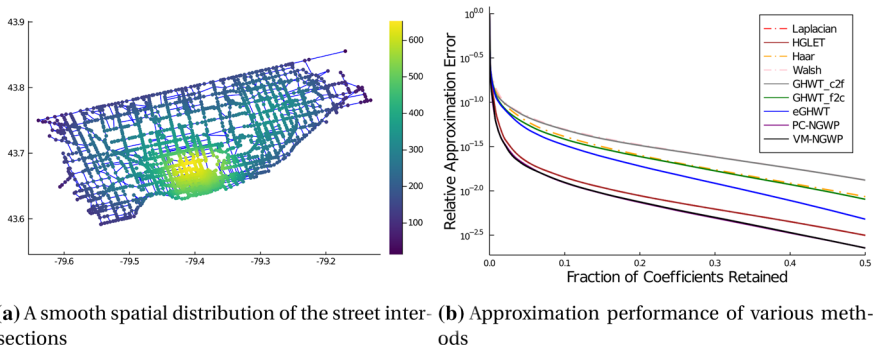 43.9
43.8
43.7
43.6
-79.6
-79.5
-79.4
-79.3
-79.2
600
500
400
300
200
100
Relative Approximation Error
10^0.0
10^-0.5
10^-1.0
10^-1.5
10^-2.0
10^-2.5
0.0
0.1
0.2
0.3
0.4
0.5
Fraction of Coefficients Retained
Laplacian
HGLET
Haar
Walsh
GHWT_c2f
GHWT_f2c
eGHWT
PC-NGWP
VM-NGWP
(a) A smooth spatial distribution of the street inter-
sections
(b) Approximation performance of various meth-
ods